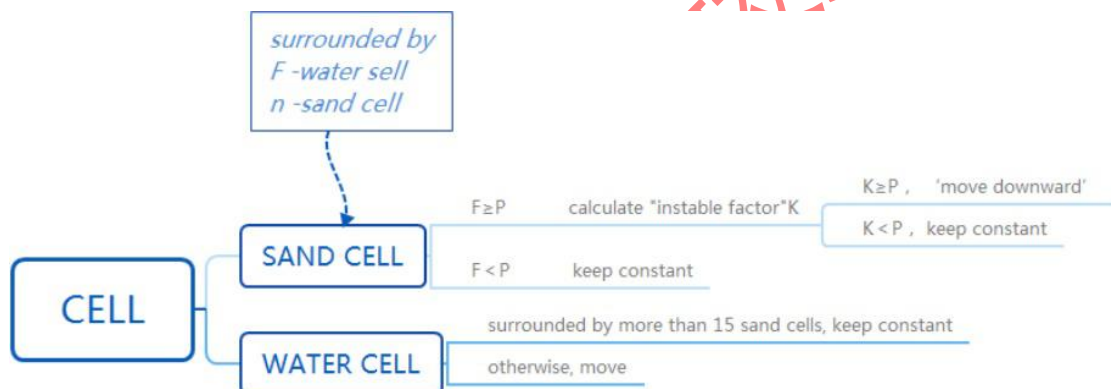 surrounded by
F -water sell
n -sand cell
K≥P , 'move downward'
F≥P calculate "instable factor"K
K<P , keep constant
SAND CELL
F<P keep constant
CELL
surrounded by more than 15 sand cells, keep constant
WATER CELL
otherwise, move